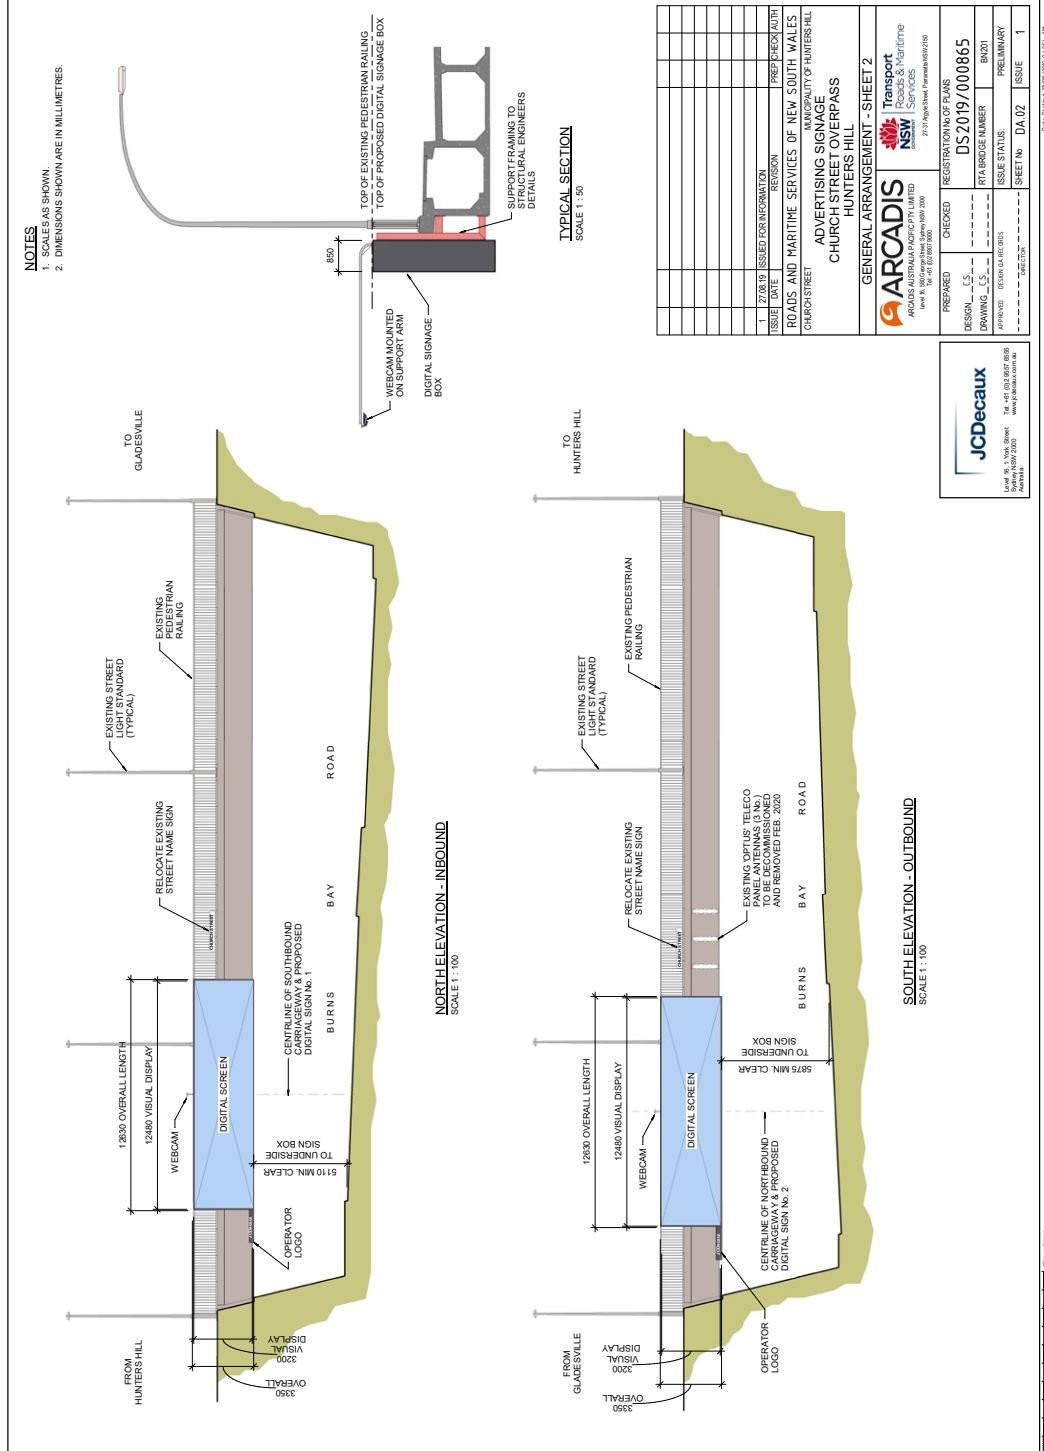 NOTES
1. SCALES AS SHOWN.
2. DIMENSIONS SHOWN ARE IN MILLIMETRES.
FROM
HUNTERS HILL
TO
GLADESVILLE
12630 OVERALL LENGTH
12480 VISUAL DISPLAY
WEBCAM
DIGITAL SCREEN
RELOCATE EXISTING
STREET NAME SIGN
CHURCH STREET
EXISTING STREET
LIGHT STANDARD
(TYPICAL)
EXISTING
PEDESTRIAN
RAILING
3350
OVERALL
3200
VISUAL
DISPLAY
OPERATOR
LOGO
5110 MIN. CLEAR
TO UNDERSIDE
SIGN BOX
CENTRLINE OF SOUTHBOUND
CARRIAGEWAY & PROPOSED
DIGITAL SIGN No. 1
BURNS BAY ROAD
NORTH ELEVATION - INBOUND
SCALE 1 : 100
TOP OF EXISTING PEDESTRIAN RAILING
TOP OF PROPOSED DIGITAL SIGNAGE BOX
850
WEBCAM MOUNTED
ON SUPPORT ARM
DIGITAL SIGNAGE
BOX
SUPPORT FRAMING TO
STRUCTURAL ENGINEERS
DETAILS
TYPICAL SECTION
SCALE 1 : 50
FROM
GLADESVILLE
TO
HUNTERS HILL
12630 OVERALL LENGTH
12480 VISUAL DISPLAY
WEBCAM
DIGITAL SCREEN
RELOCATE EXISTING
STREET NAME SIGN
CHURCH STREET
EXISTING STREET
LIGHT STANDARD
(TYPICAL)
EXISTING PEDESTRIAN
RAILING
3350
OVERALL
3200
VISUAL
DISPLAY
OPERATOR
LOGO
5875 MIN. CLEAR
TO UNDERSIDE
SIGN BOX
CENTRLINE OF NORTHBOUND
CARRIAGEWAY & PROPOSED
DIGITAL SIGN No. 2
EXISTING 'OPTUS' TELECO
PANEL ANTENNAS (3 No.)
TO BE DECOMMISSIONED
AND REMOVED FEB. 2020
BURNS BAY ROAD
SOUTH ELEVATION - OUTBOUND
SCALE 1 : 100
JCDecaux
Level 16, 1 York Street
Sydney NSW 2000
Australia
www.jcdecaux.com.au
1 27.08.19 ISSUED FOR INFORMATION
ISSUE DATE REVISION PREP CHECK AUTH
ROADS AND MARITIME SERVICES OF NEW SOUTH WALES
CHURCH STREET MUNICIPALITY OF HUNTERS HILL
ADVERTISING SIGNAGE
CHURCH STREET OVERPASS
HUNTERS HILL
GENERAL ARRANGEMENT - SHEET 2
ARCADIS
ARCADIS AUSTRALIA PACIFIC PTY LIMITED
NSW
GOVERNMENT
Transport
Roads & Maritime
Services
PREPARED CHECKED
DESIGN C.S.
DRAWING C.S.
APPROVED DESIGN DA RECORDS
DIRECTOR
REGISTRATION No OF PLANS
DS2019/000865
RTA BRIDGE NUMBER BN201
ISSUE STATUS: PRELIMINARY
SHEET No DA.02 ISSUE 1